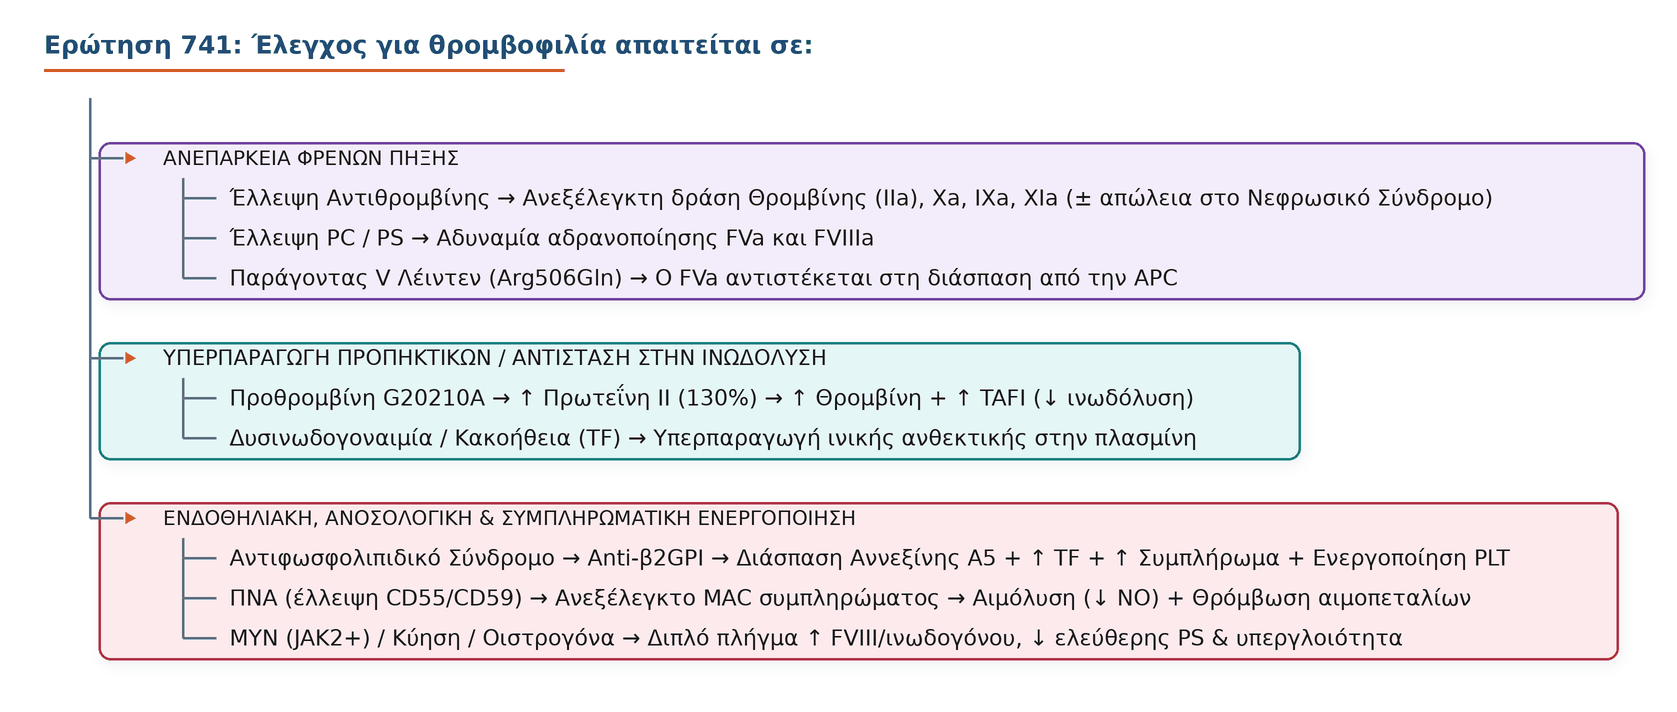 Ερώτηση 741: Έλεγχος για θρομβοφιλία απαιτείται σε:
ΑΝΕΠΑΡΚΕΙΑ ΦΡΕΝΩΝ ΠΗΞΗΣ
Έλλειψη Αντιθρομβίνης → Ανεξέλεγκτη δράση Θρομβίνης (IIa), Xa, IXa, XIa (± απώλεια στο Νεφρωσικό Σύνδρομο)
Έλλειψη PC / PS → Αδυναμία αδρανοποίησης FVa και FVIIIa
Παράγοντας V Λέιντεν (Arg506Gln) → Ο FVa αντιστέκεται στη διάσπαση από την APC
ΥΠΕΡΠΑΡΑΓΩΓΗ ΠΡΟΠΗΚΤΙΚΩΝ / ΑΝΤΙΣΤΑΣΗ ΣΤΗΝ ΙΝΩΔΟΛΥΣΗ
Προθρομβίνη G20210A → ↑ Πρωτεΐνη II (130%) → ↑ Θρομβίνη + ↑ TAFI (↓ ινωδόλυση)
Δυσινωδογοναιμία / Κακοήθεια (TF) → Υπερπαραγωγή ινικής ανθεκτικής στην πλασμίνη
ΕΝΔΟΘΗΛΙΑΚΗ, ΑΝΟΣΟΛΟΓΙΚΗ & ΣΥΜΠΛΗΡΩΜΑΤΙΚΗ ΕΝΕΡΓΟΠΟΙΗΣΗ
Αντιφωσφολιπιδικό Σύνδρομο → Anti-β2GPI → Διάσπαση Αννεξίνης A5 + ↑ TF + ↑ Συμπλήρωμα + Ενεργοποίηση PLT
ΠΝΑ (έλλειψη CD55/CD59) → Ανεξέλεγκτο MAC συμπληρώματος → Αιμόλυση (↓ NO) + Θρόμβωση αιμοπεταλίων
ΜΥΝ (JAK2+) / Κύηση / Οιστρογόνα → Διπλό πλήγμα ↑ FVIII/ινωδογόνου, ↓ ελεύθερης PS & υπεργλοιότητα